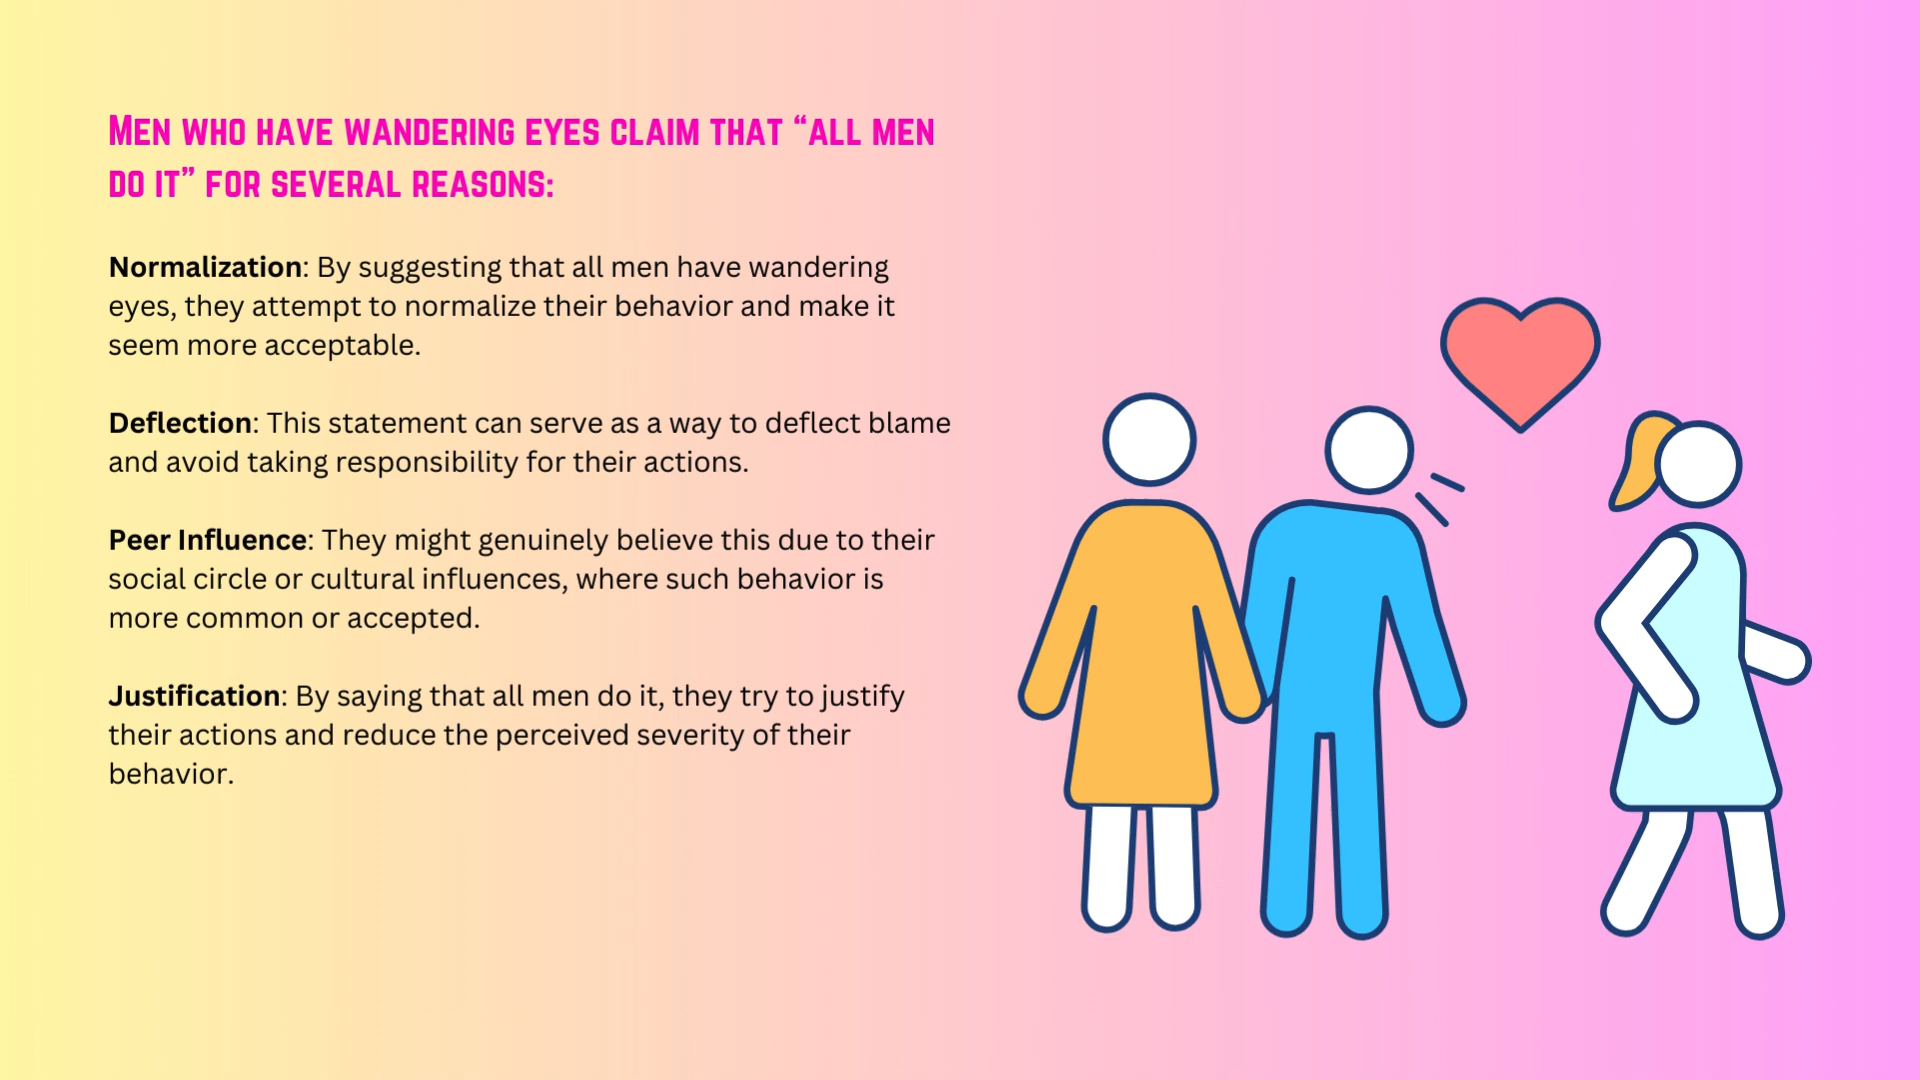 Men who have wandering eyes claim that “all men
do it” for several reasons:
Normalization: By suggesting that all men have wandering
eyes, they attempt to normalize their behavior and make it
seem more acceptable.
Deflection: This statement can serve as a way to deflect blame
and avoid taking responsibility for their actions.
Peer Influence: They might genuinely believe this due to their
social circle or cultural influences, where such behavior is
more common or accepted.
Justification: By saying that all men do it, they try to justify
their actions and reduce the perceived severity of their
behavior.